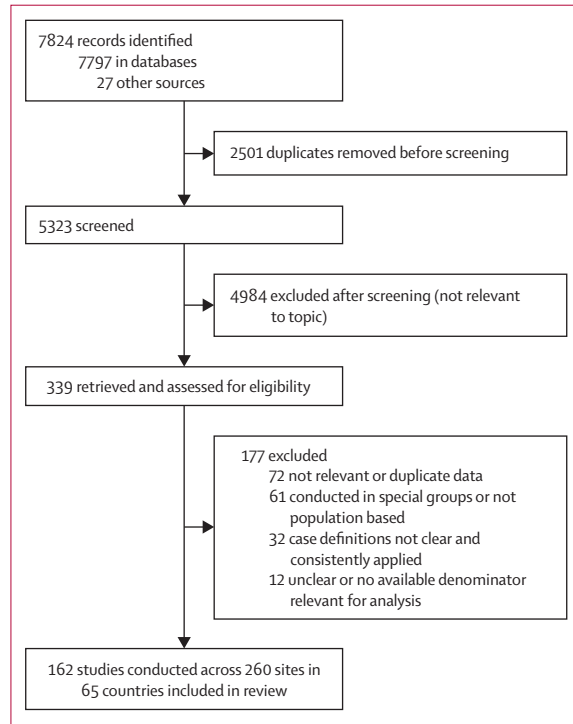 7824 records identified
7797 in databases
27 other sources
2501 duplicates removed before screening
5323 screened
4984 excluded after screening (not relevant
to topic)
339 retrieved and assessed for eligibility
177 excluded
72 not relevant or duplicate data
61 conducted in special groups or not
population based
32 case definitions not clear and
consistently applied
12 unclear or no available denominator
relevant for analysis
162 studies conducted across 260 sites in
65 countries included in review